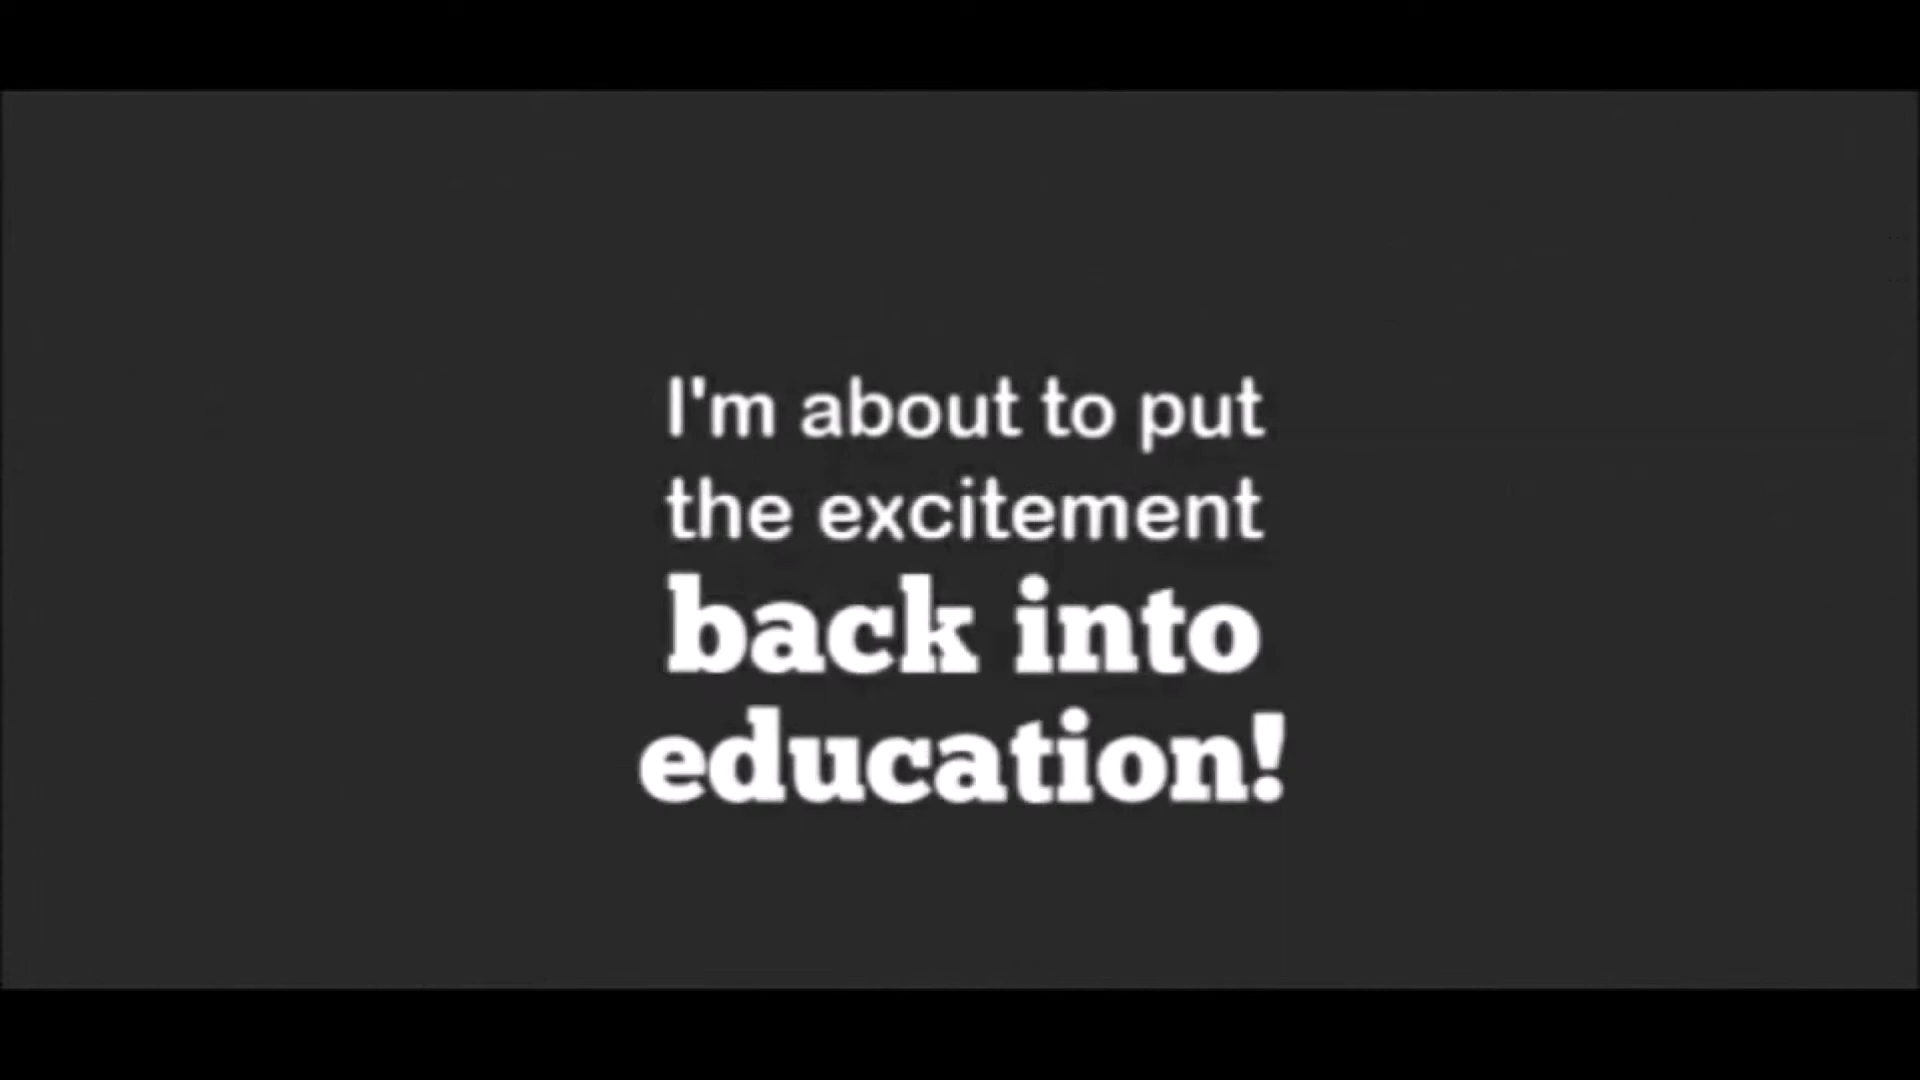 I'm about to put
the excitement
back into
education!